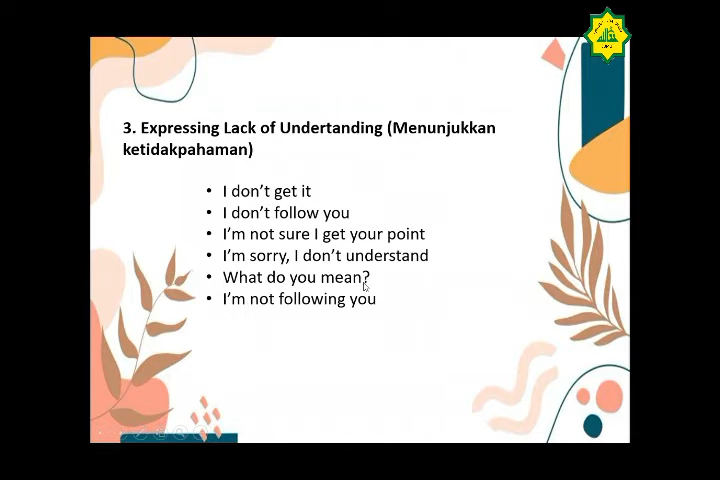 3. Expressing Lack of Undertanding (Menunjukkan
ketidakpahaman)
• I don't get it
• I don't follow you
• I'm not sure I get your point
• I'm sorry, I don't understand
• What do you mean?
• I'm not following you